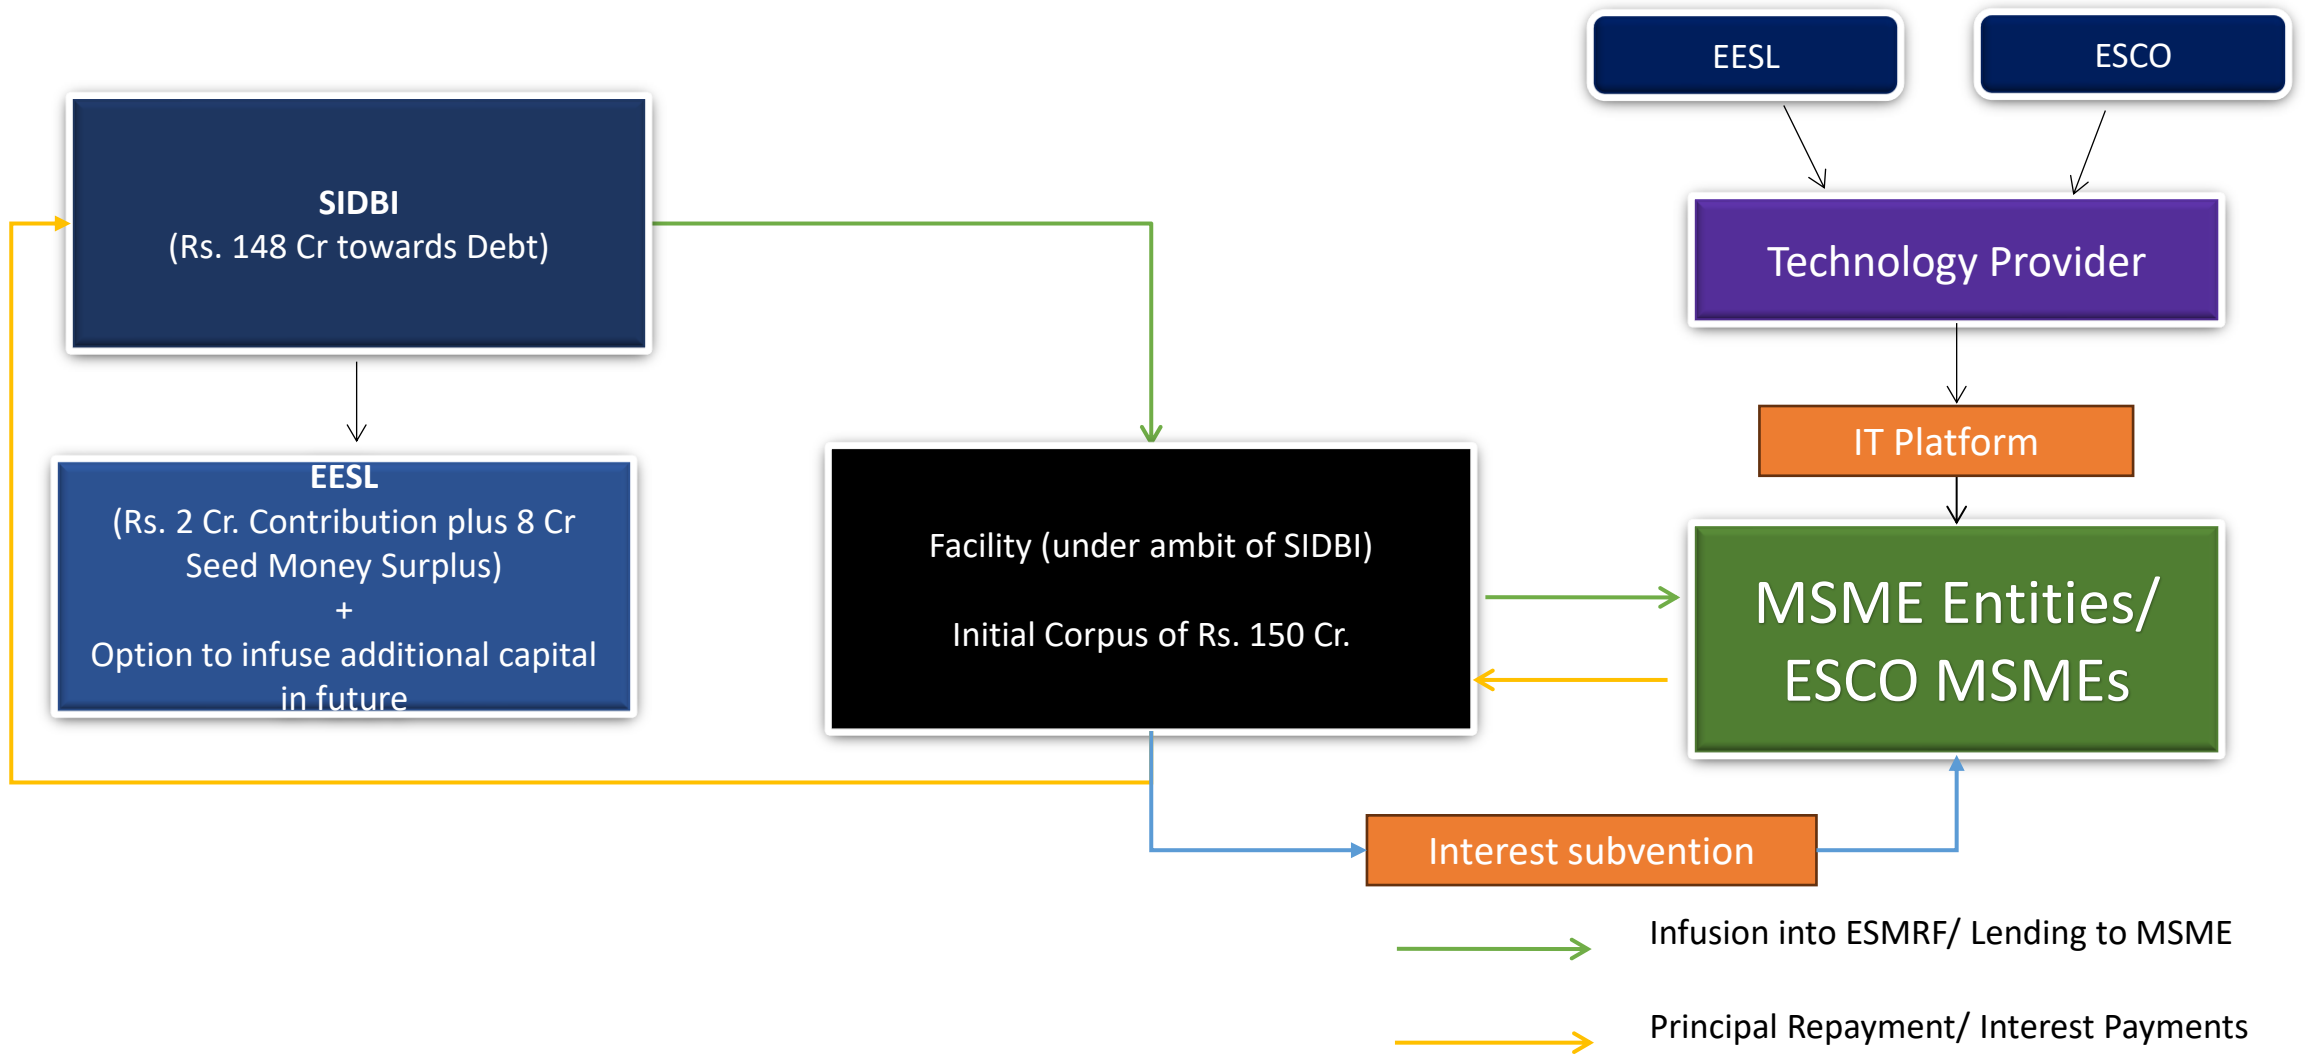 EESL
ESCO
SIDBI
(Rs. 148 Cr towards Debt)
Technology Provider
IT Platform
EESL
(Rs. 2 Cr. Contribution plus 8 Cr
Seed Money Surplus)
+
Option to infuse additional capital
in future
Facility (under ambit of SIDBI)
Initial Corpus of Rs. 150 Cr.
MSME Entities/
ESCO MSMEs
Interest subvention
Infusion into ESMRF/ Lending to MSME
Principal Repayment/ Interest Payments